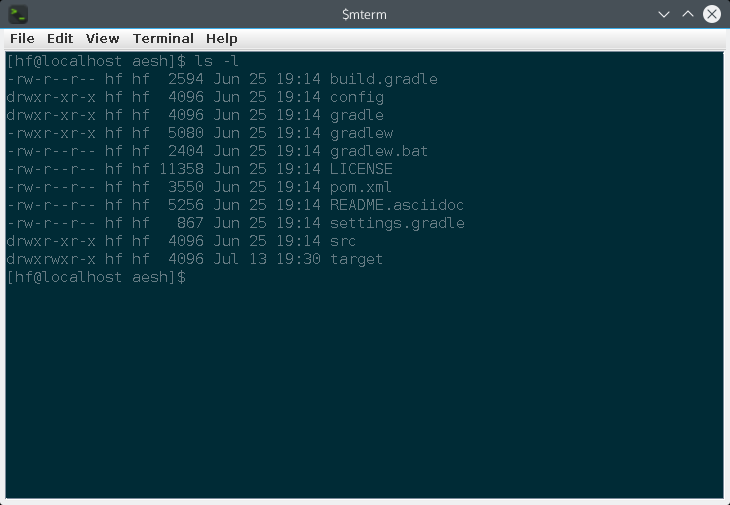 $mterm
File Edit View Terminal Help
[hf@localhost aesh]$ ls -l
-rw-r--r-- hf hf  2594 Jun 25 19:14 build.gradle
drwxr-xr-x hf hf  4096 Jun 25 19:14 config
drwxr-xr-x hf hf  4096 Jun 25 19:14 gradle
-rwxr-xr-x hf hf  5080 Jun 25 19:14 gradlew
-rw-r--r-- hf hf  2404 Jun 25 19:14 gradlew.bat
-rw-r--r-- hf hf 11358 Jun 25 19:14 LICENSE
-rw-r--r-- hf hf  3550 Jun 25 19:14 pom.xml
-rw-r--r-- hf hf  5256 Jun 25 19:14 README.asciidoc
-rw-r--r-- hf hf   867 Jun 25 19:14 settings.gradle
drwxr-xr-x hf hf  4096 Jun 25 19:14 src
drwxrwxr-x hf hf  4096 Jul 13 19:30 target
[hf@localhost aesh]$